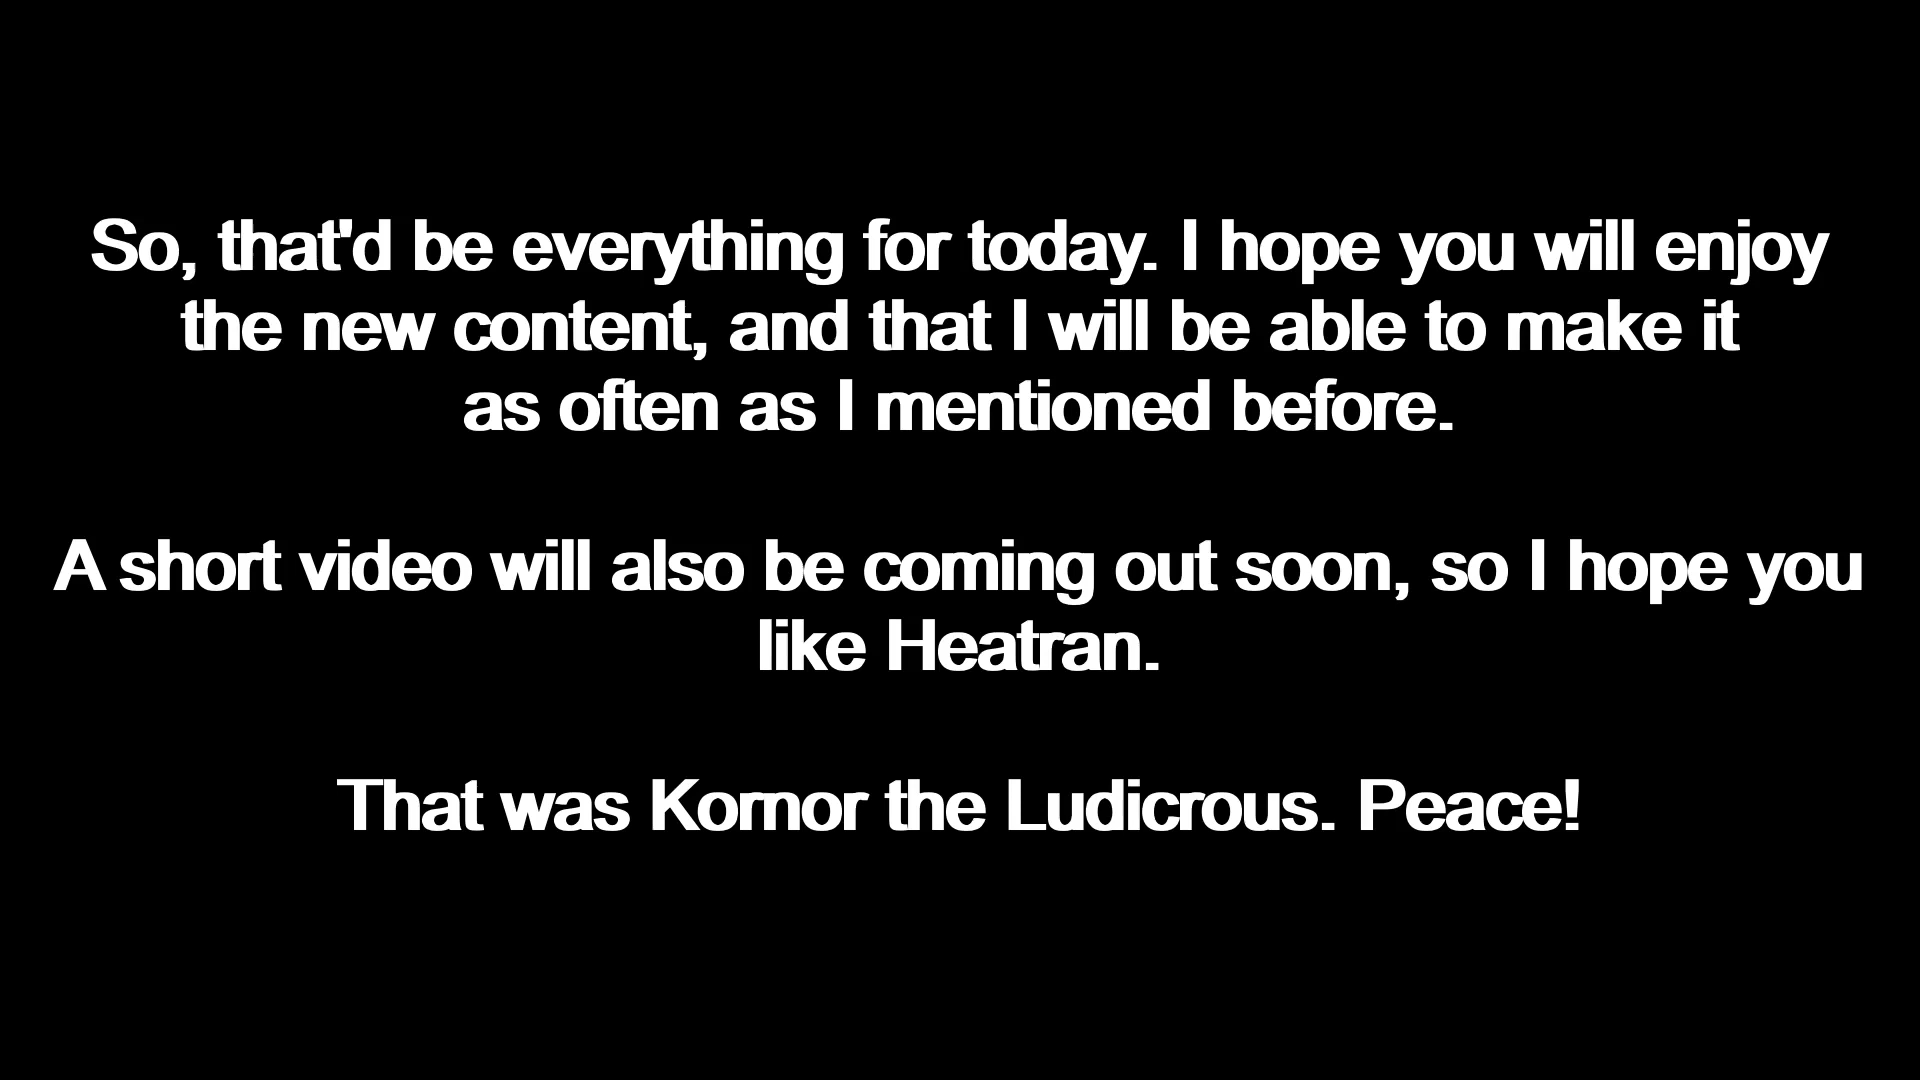 So, that'd be everything for today. I hope you will enjoy
the new content, and that I will be able to make it
as often as I mentioned before.
A short video will also be coming out soon, so I hope you
like Heatran.
That was Kornor the Ludicrous. Peace!